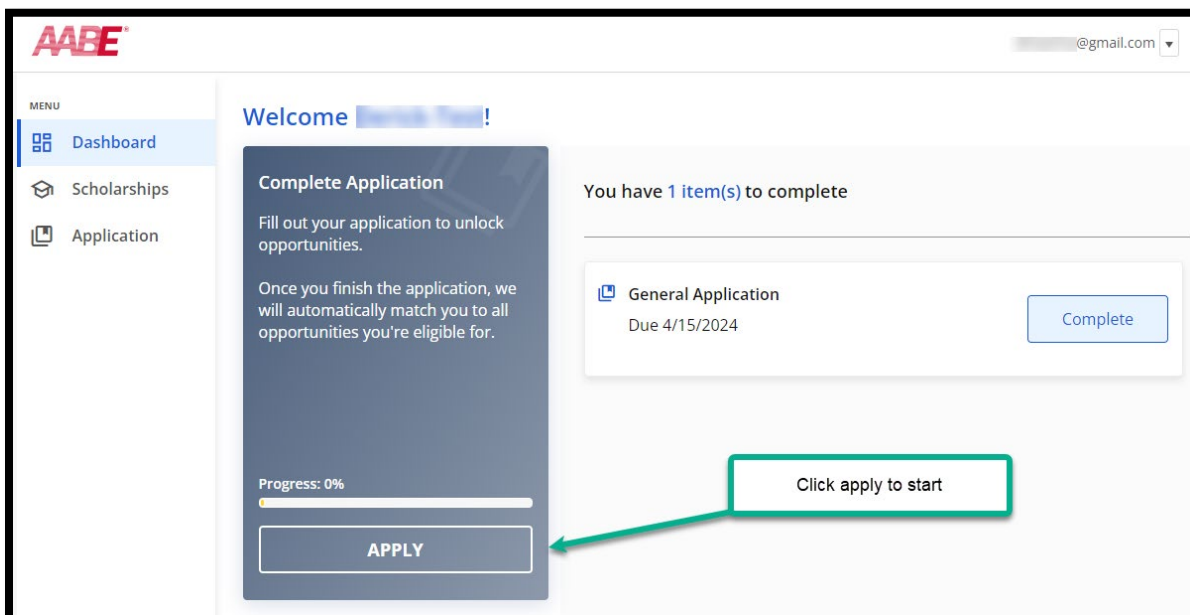 AABE
@gmail.com
MENU
Dashboard
Scholarships
Application
Welcome !
Complete Application
Fill out your application to unlock
opportunities.
Once you finish the application, we
will automatically match you to all
opportunities you're eligible for.
Progress: 0%
APPLY
You have 1 item(s) to complete
General Application
Due 4/15/2024
Complete
Click apply to start